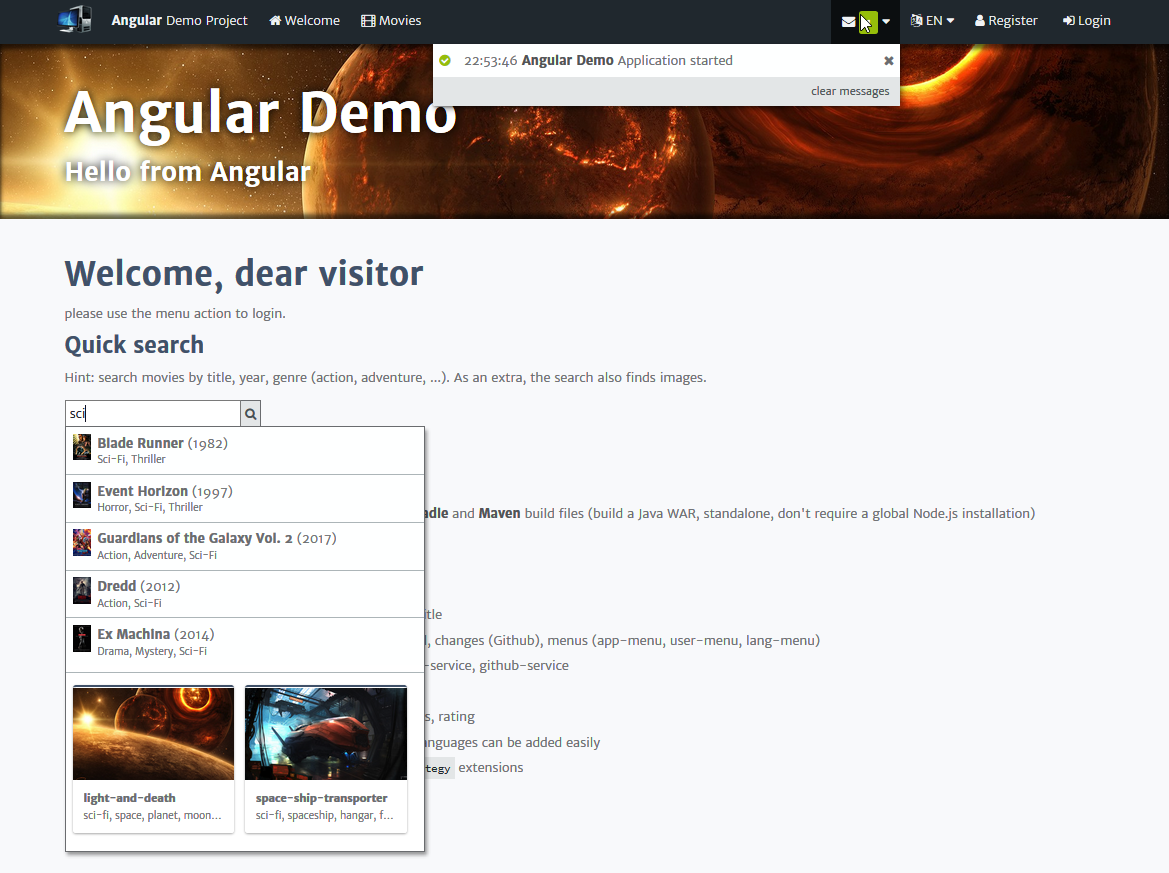 Angular Demo Project Welcome Movies EN Register Login
22:53:46 Angular Demo Application started
clear messages
Angular Demo
Hello from Angular
Welcome, dear visitor
please use the menu action to login.
Quick search
Hint: search movies by title, year, genre (action, adventure, ...). As an extra, the search also finds images.
sci
Blade Runner (1982)
Sci-Fi, Thriller
Event Horizon (1997)
Horror, Sci-Fi, Thriller
and Maven build files (build a Java WAR, standalone, don't require a global Node.js installation)
Guardians of the Galaxy Vol. 2 (2017)
Action, Adventure, Sci-Fi
Dredd (2012)
Action, Sci-Fi
Ex Machina (2014)
Drama, Mystery, Sci-Fi
changes (Github), menus (app-menu, user-menu, lang-menu)
-service, github-service
rating
anguages can be added easily
tegy extensions
light-and-death
sci-fi, space, planet, moon...
space-ship-transporter
sci-fi, spaceship, hangar, f...